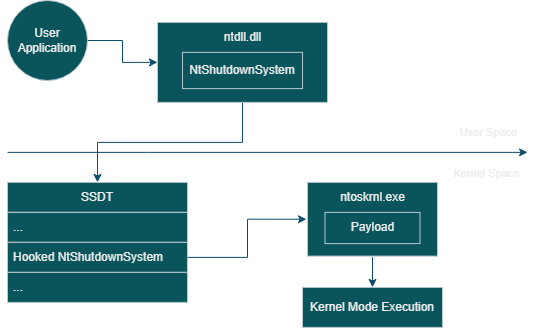 User
Application
ntdll.dll
NtShutdownSystem
User Space
Kernel Space
SSDT
...
Hooked NtShutdownSystem
...
ntoskrnl.exe
Payload
Kernel Mode Execution